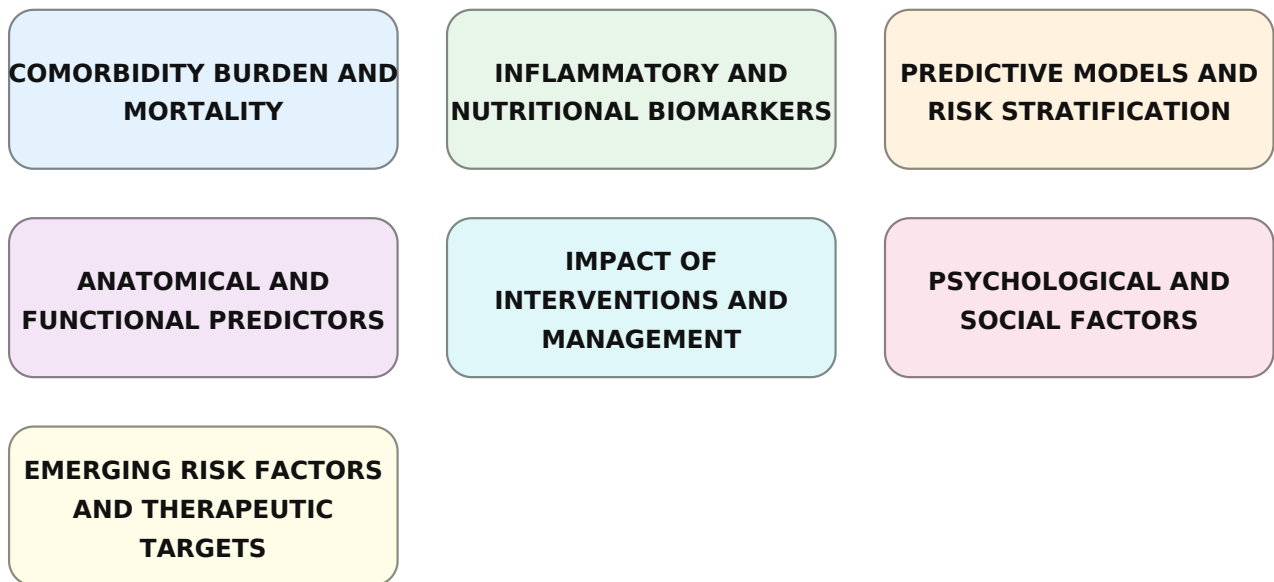 COMORBIDITY BURDEN AND
MORTALITY
INFLAMMATORY AND
NUTRITIONAL BIOMARKERS
PREDICTIVE MODELS AND
RISK STRATIFICATION
ANATOMICAL AND
FUNCTIONAL PREDICTORS
IMPACT OF
INTERVENTIONS AND
MANAGEMENT
PSYCHOLOGICAL AND
SOCIAL FACTORS
EMERGING RISK FACTORS
AND THERAPEUTIC
TARGETS